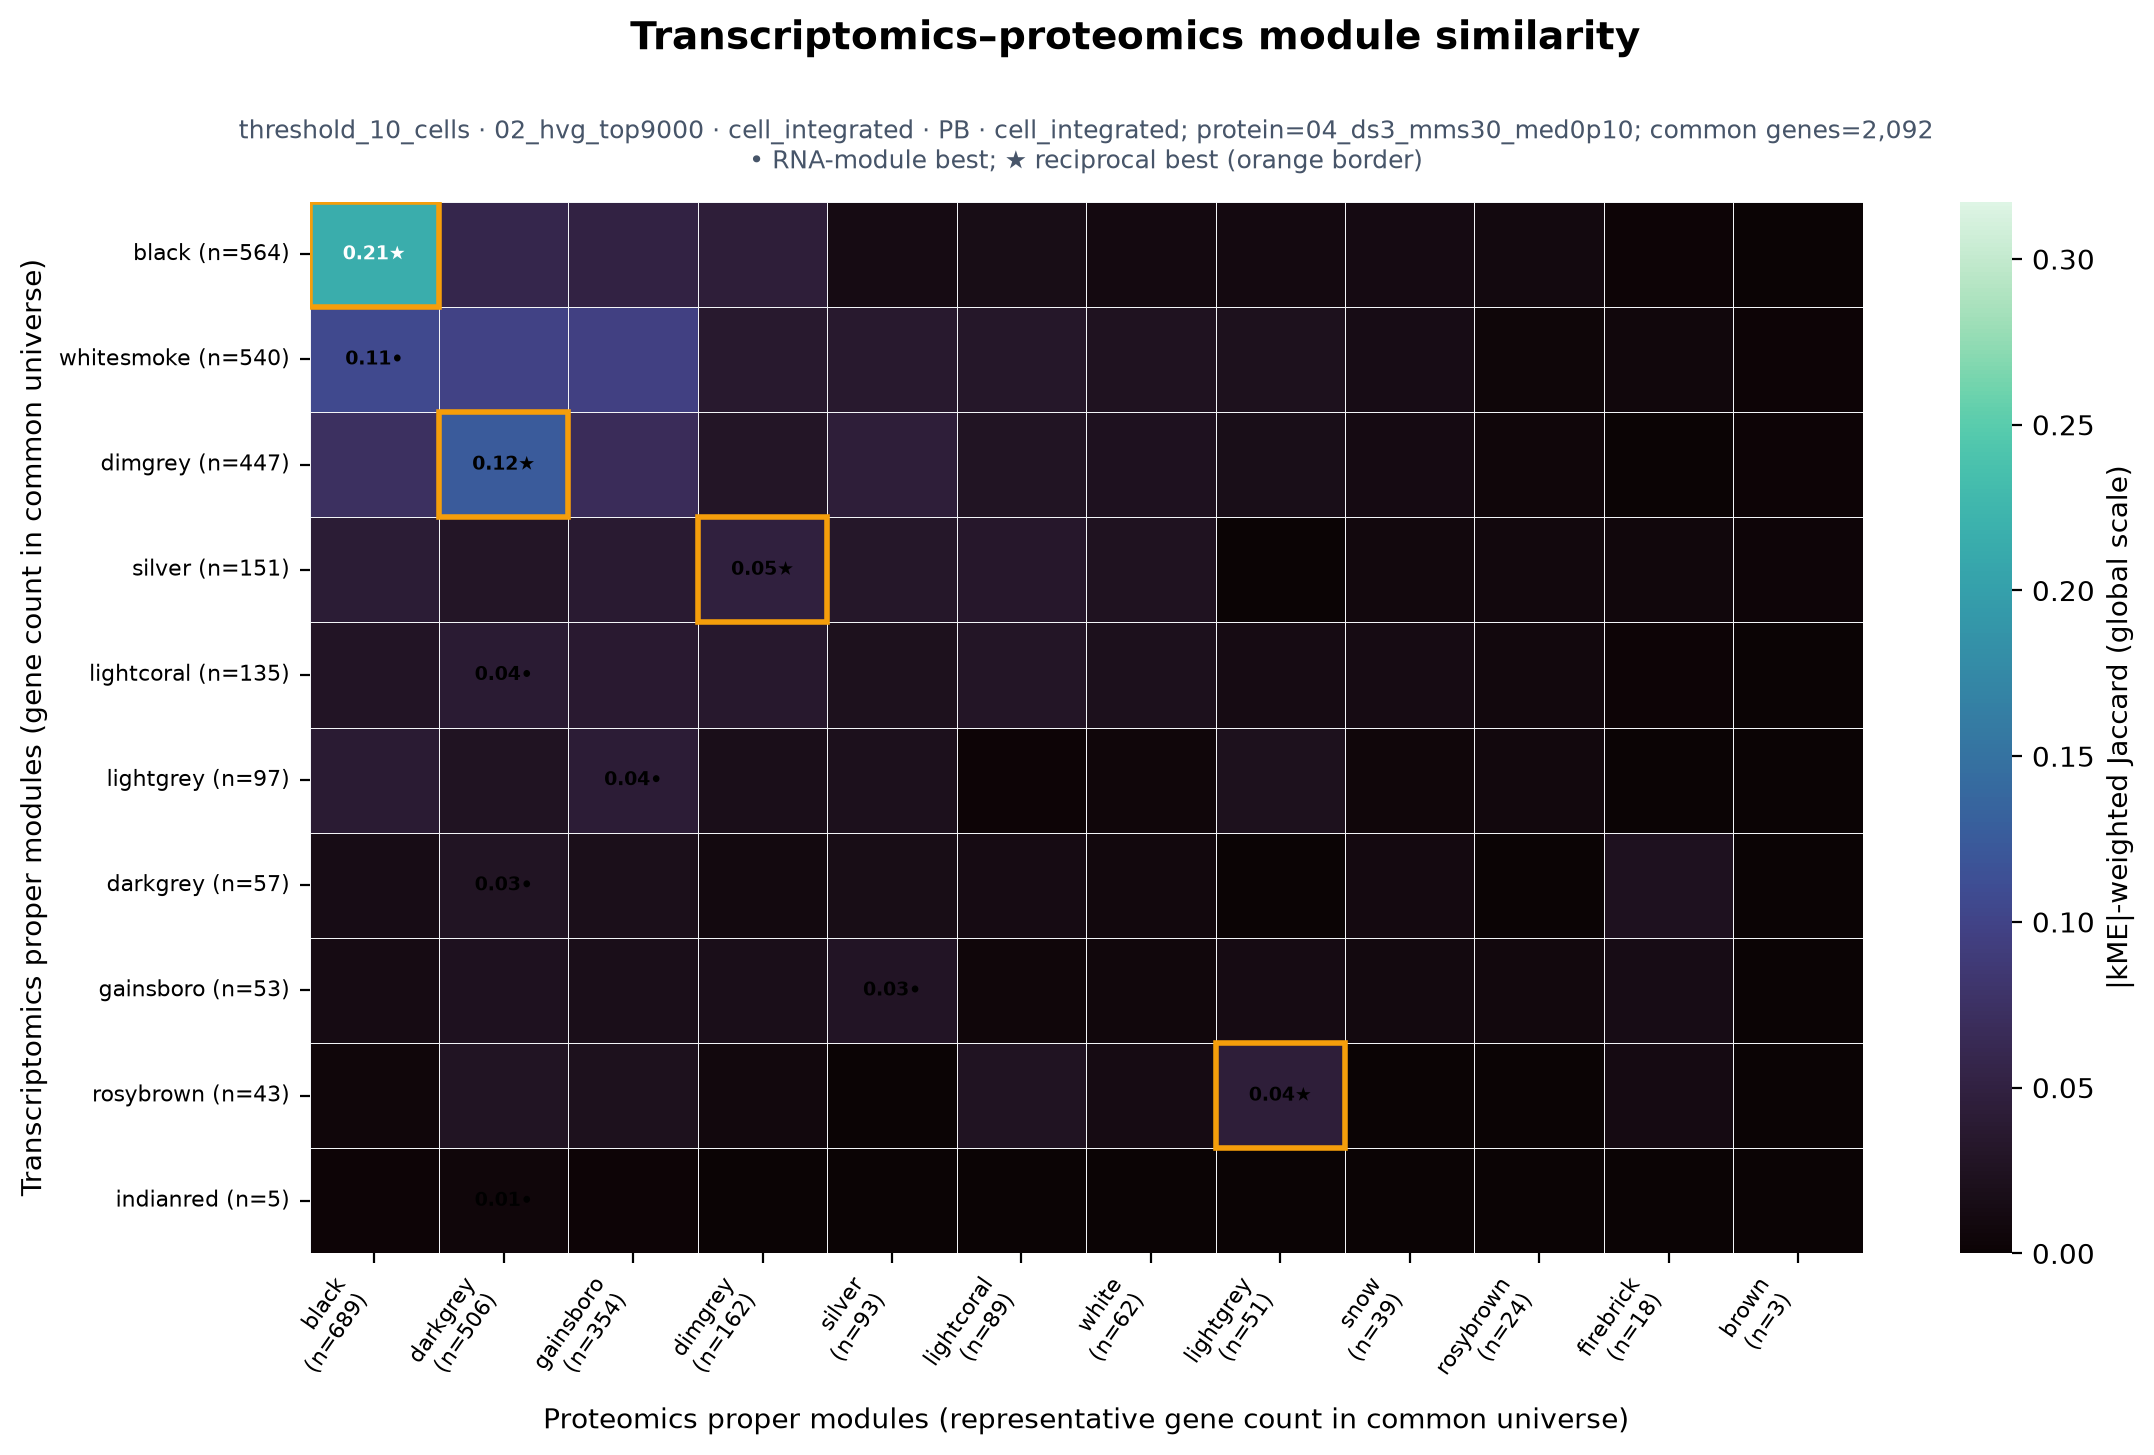 Transcriptomics–proteomics module similarity
threshold_10_cells · 02_hvg_top9000 · cell_integrated · PB · cell_integrated; protein=04_ds3_mms30_med0p10; common genes=2,092
• RNA-module best; ★ reciprocal best (orange border)
Transcriptomics proper modules (gene count in common universe)
black (n=564)
0.21★
whitesmoke (n=540)
0.11•
dimgrey (n=447)
0.12★
silver (n=151)
0.05★
lightcoral (n=135)
0.04•
lightgrey (n=97)
0.04•
darkgrey (n=57)
0.03•
gainsboro (n=53)
0.03•
rosybrown (n=43)
0.04★
indianred (n=5)
0.01•
black
(n=689)
darkgrey
(n=506)
gainsboro
(n=354)
dimgrey
(n=162)
silver
(n=93)
lightcoral
(n=89)
white
(n=62)
lightgrey
(n=51)
snow
(n=39)
rosybrown
(n=24)
firebrick
(n=18)
brown
(n=3)
Proteomics proper modules (representative gene count in common universe)
0.30
0.25
0.20
0.15
0.10
0.05
0.00
|kME|-weighted Jaccard (global scale)